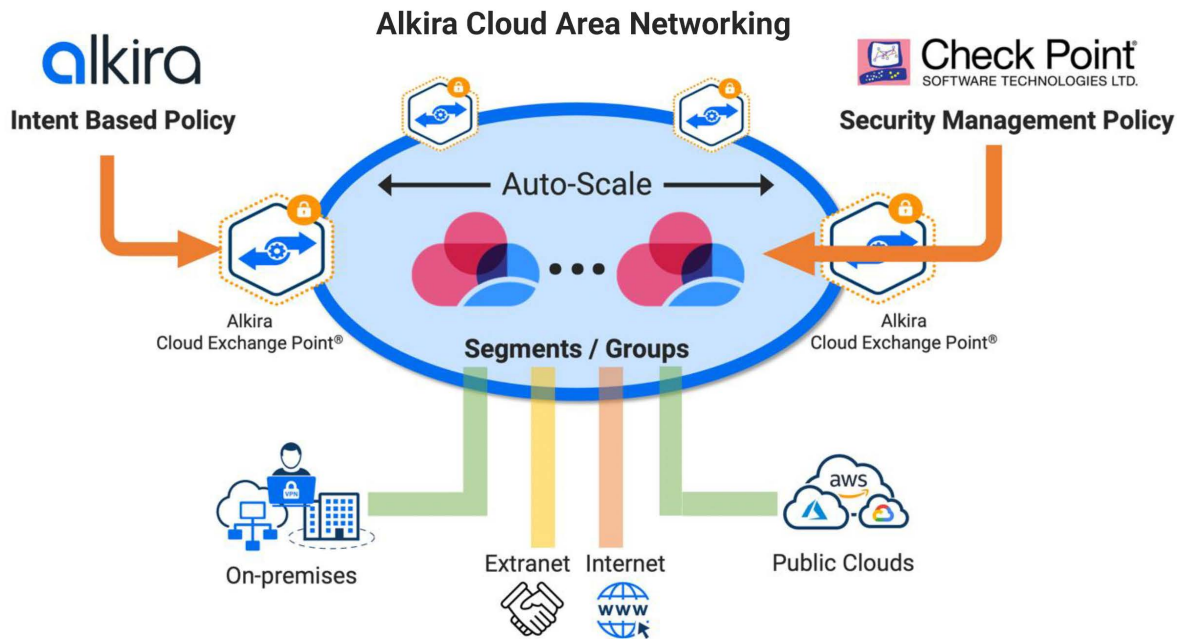 Alkira Cloud Area Networking
alkira
Intent Based Policy
Check Point
SOFTWARE TECHNOLOGIES LTD.
Security Management Policy
Auto-Scale
Alkira
Cloud Exchange Point®
Alkira
Cloud Exchange Point®
Segments / Groups
VPN
On-premises
Extranet
Internet
www
aws
Public Clouds